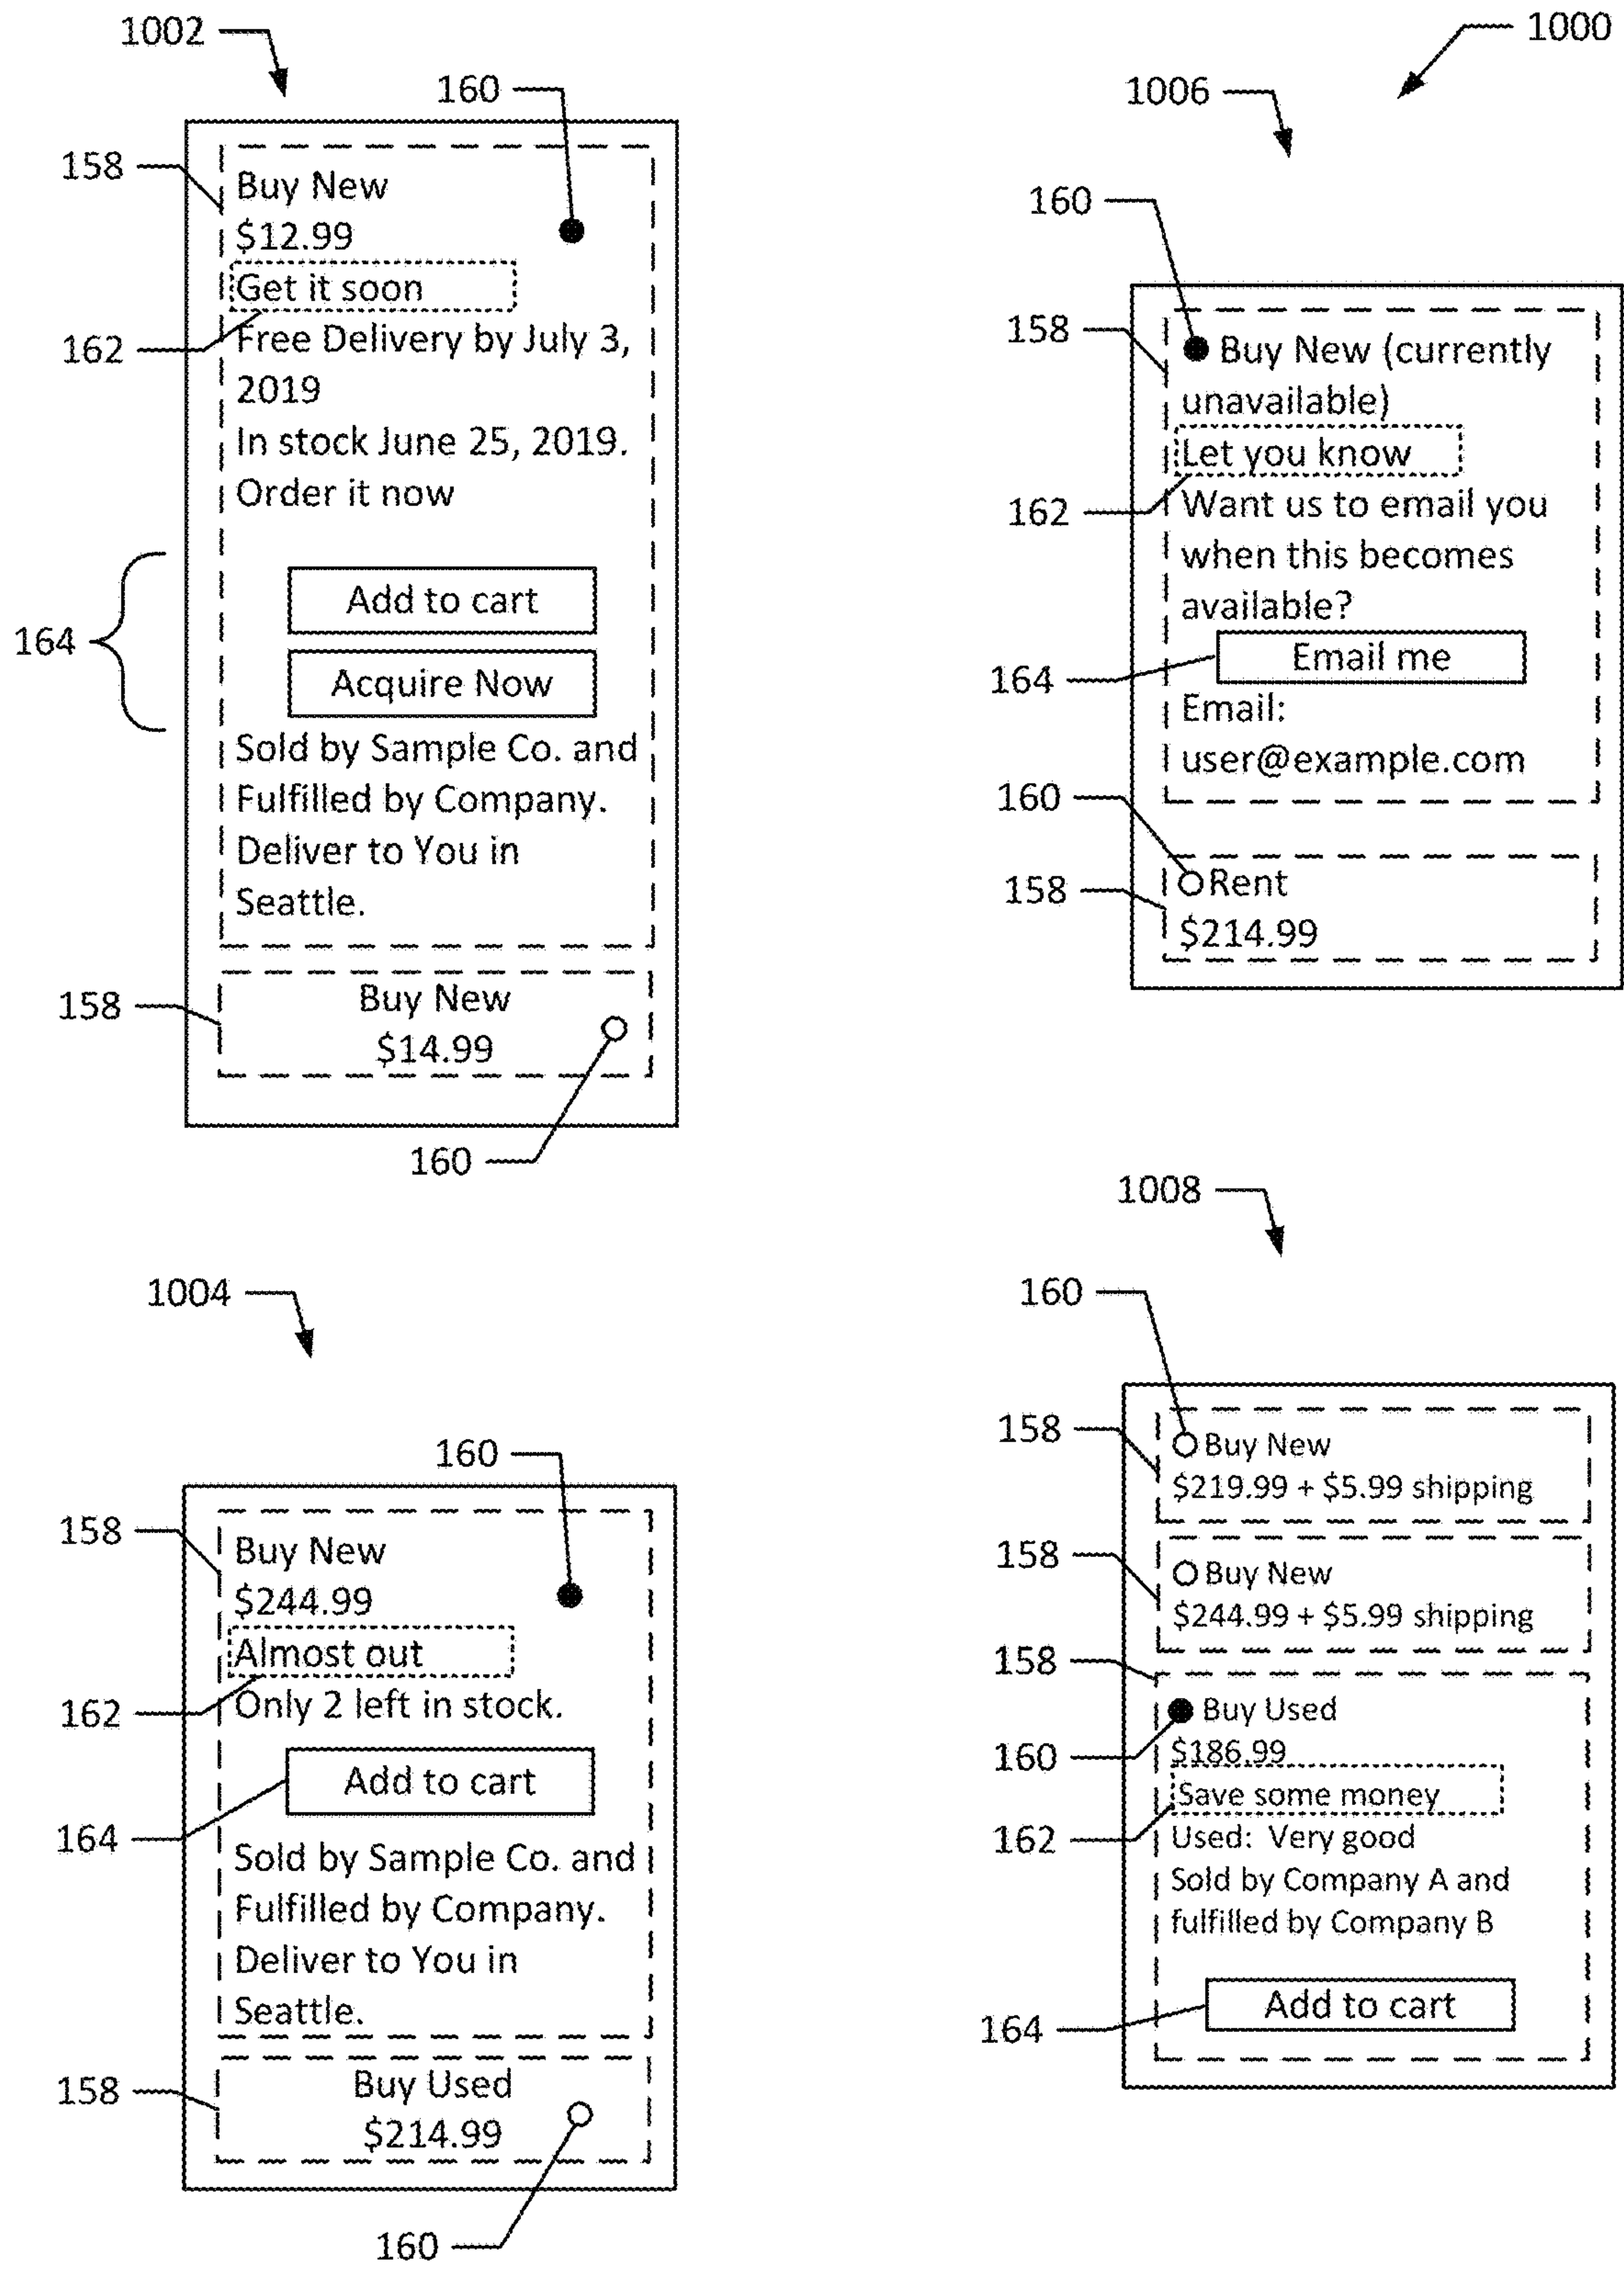 1002
160
158
Buy New
$12.99
Get it soon
162
Free Delivery by July 3,
2019
In stock June 25, 2019.
Order it now
164
Add to cart
Acquire Now
Sold by Sample Co. and
Fulfilled by Company.
Deliver to You in
Seattle.
158
Buy New
$14.99
160
1000
1006
160
158
Buy New (currently
unavailable)
Let you know
162
Want us to email you
when this becomes
available?
164
Email me
Email:
user@example.com
160
158
Rent
$214.99
1004
160
158
Buy New
$244.99
Almost out
162
Only 2 left in stock.
Add to cart
164
Sold by Sample Co. and
Fulfilled by Company.
Deliver to You in
Seattle.
158
Buy Used
$214.99
160
1008
160
158
Buy New
$219.99 + $5.99 shipping
158
Buy New
$244.99 + $5.99 shipping
158
Buy Used
160
$186.99
Save some money
162
Used: Very good
Sold by Company A and
fulfilled by Company B
Add to cart
164